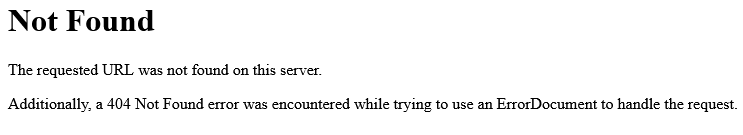 Not Found
The requested URL was not found on this server.
Additionally, a 404 Not Found error was encountered while trying to use an ErrorDocument to handle the request.